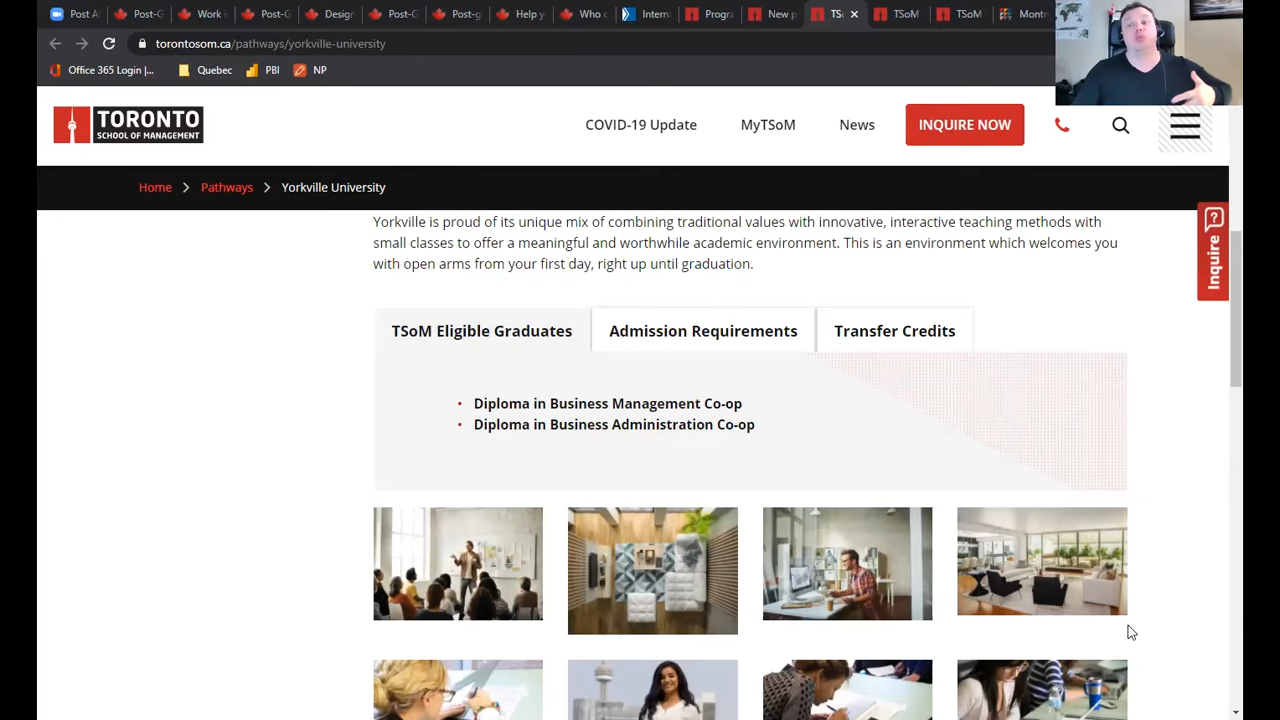 Post A
Post-G
Work i
Post-G
Design
Post-G
Post-g
Help y
Who c
Interna
Progra
New p
TSo
TSoM
TSoM
Mont
torontosom.ca/pathways/yorkville-university
Office 365 Login |...
Quebec
PBI
NP
TORONTO
SCHOOL OF MANAGEMENT
COVID-19 Update
MyTSoM
News
INQUIRE NOW
Home > Pathways > Yorkville University
Inquire
Yorkville is proud of its unique mix of combining traditional values with innovative, interactive teaching methods with
small classes to offer a meaningful and worthwhile academic environment. This is an environment which welcomes you
with open arms from your first day, right up until graduation.
TSoM Eligible Graduates
Admission Requirements
Transfer Credits
• Diploma in Business Management Co-op
• Diploma in Business Administration Co-op